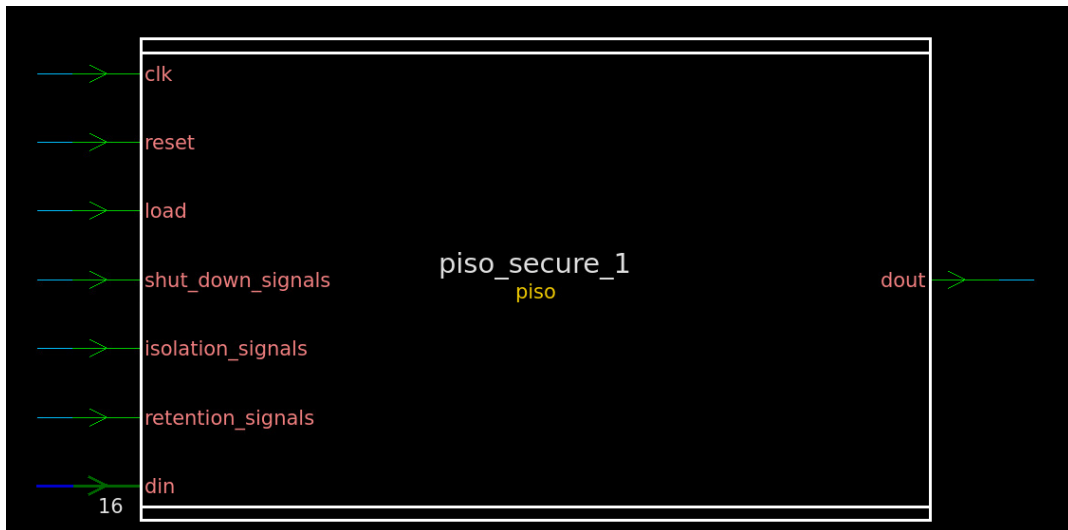 clk
reset
load
shut_down_signals
isolation_signals
retention_signals
din
16
piso_secure_1
piso
dout